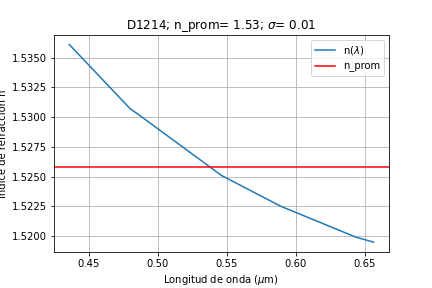 D1214; n_prom= 1.53; σ= 0.01
n(λ)
n_prom
1.5350
1.5325
1.5300
1.5275
1.5250
1.5225
1.5200
de refracción n
0.45
0.50
0.55
0.60
0.65
Longitud de onda (μm)